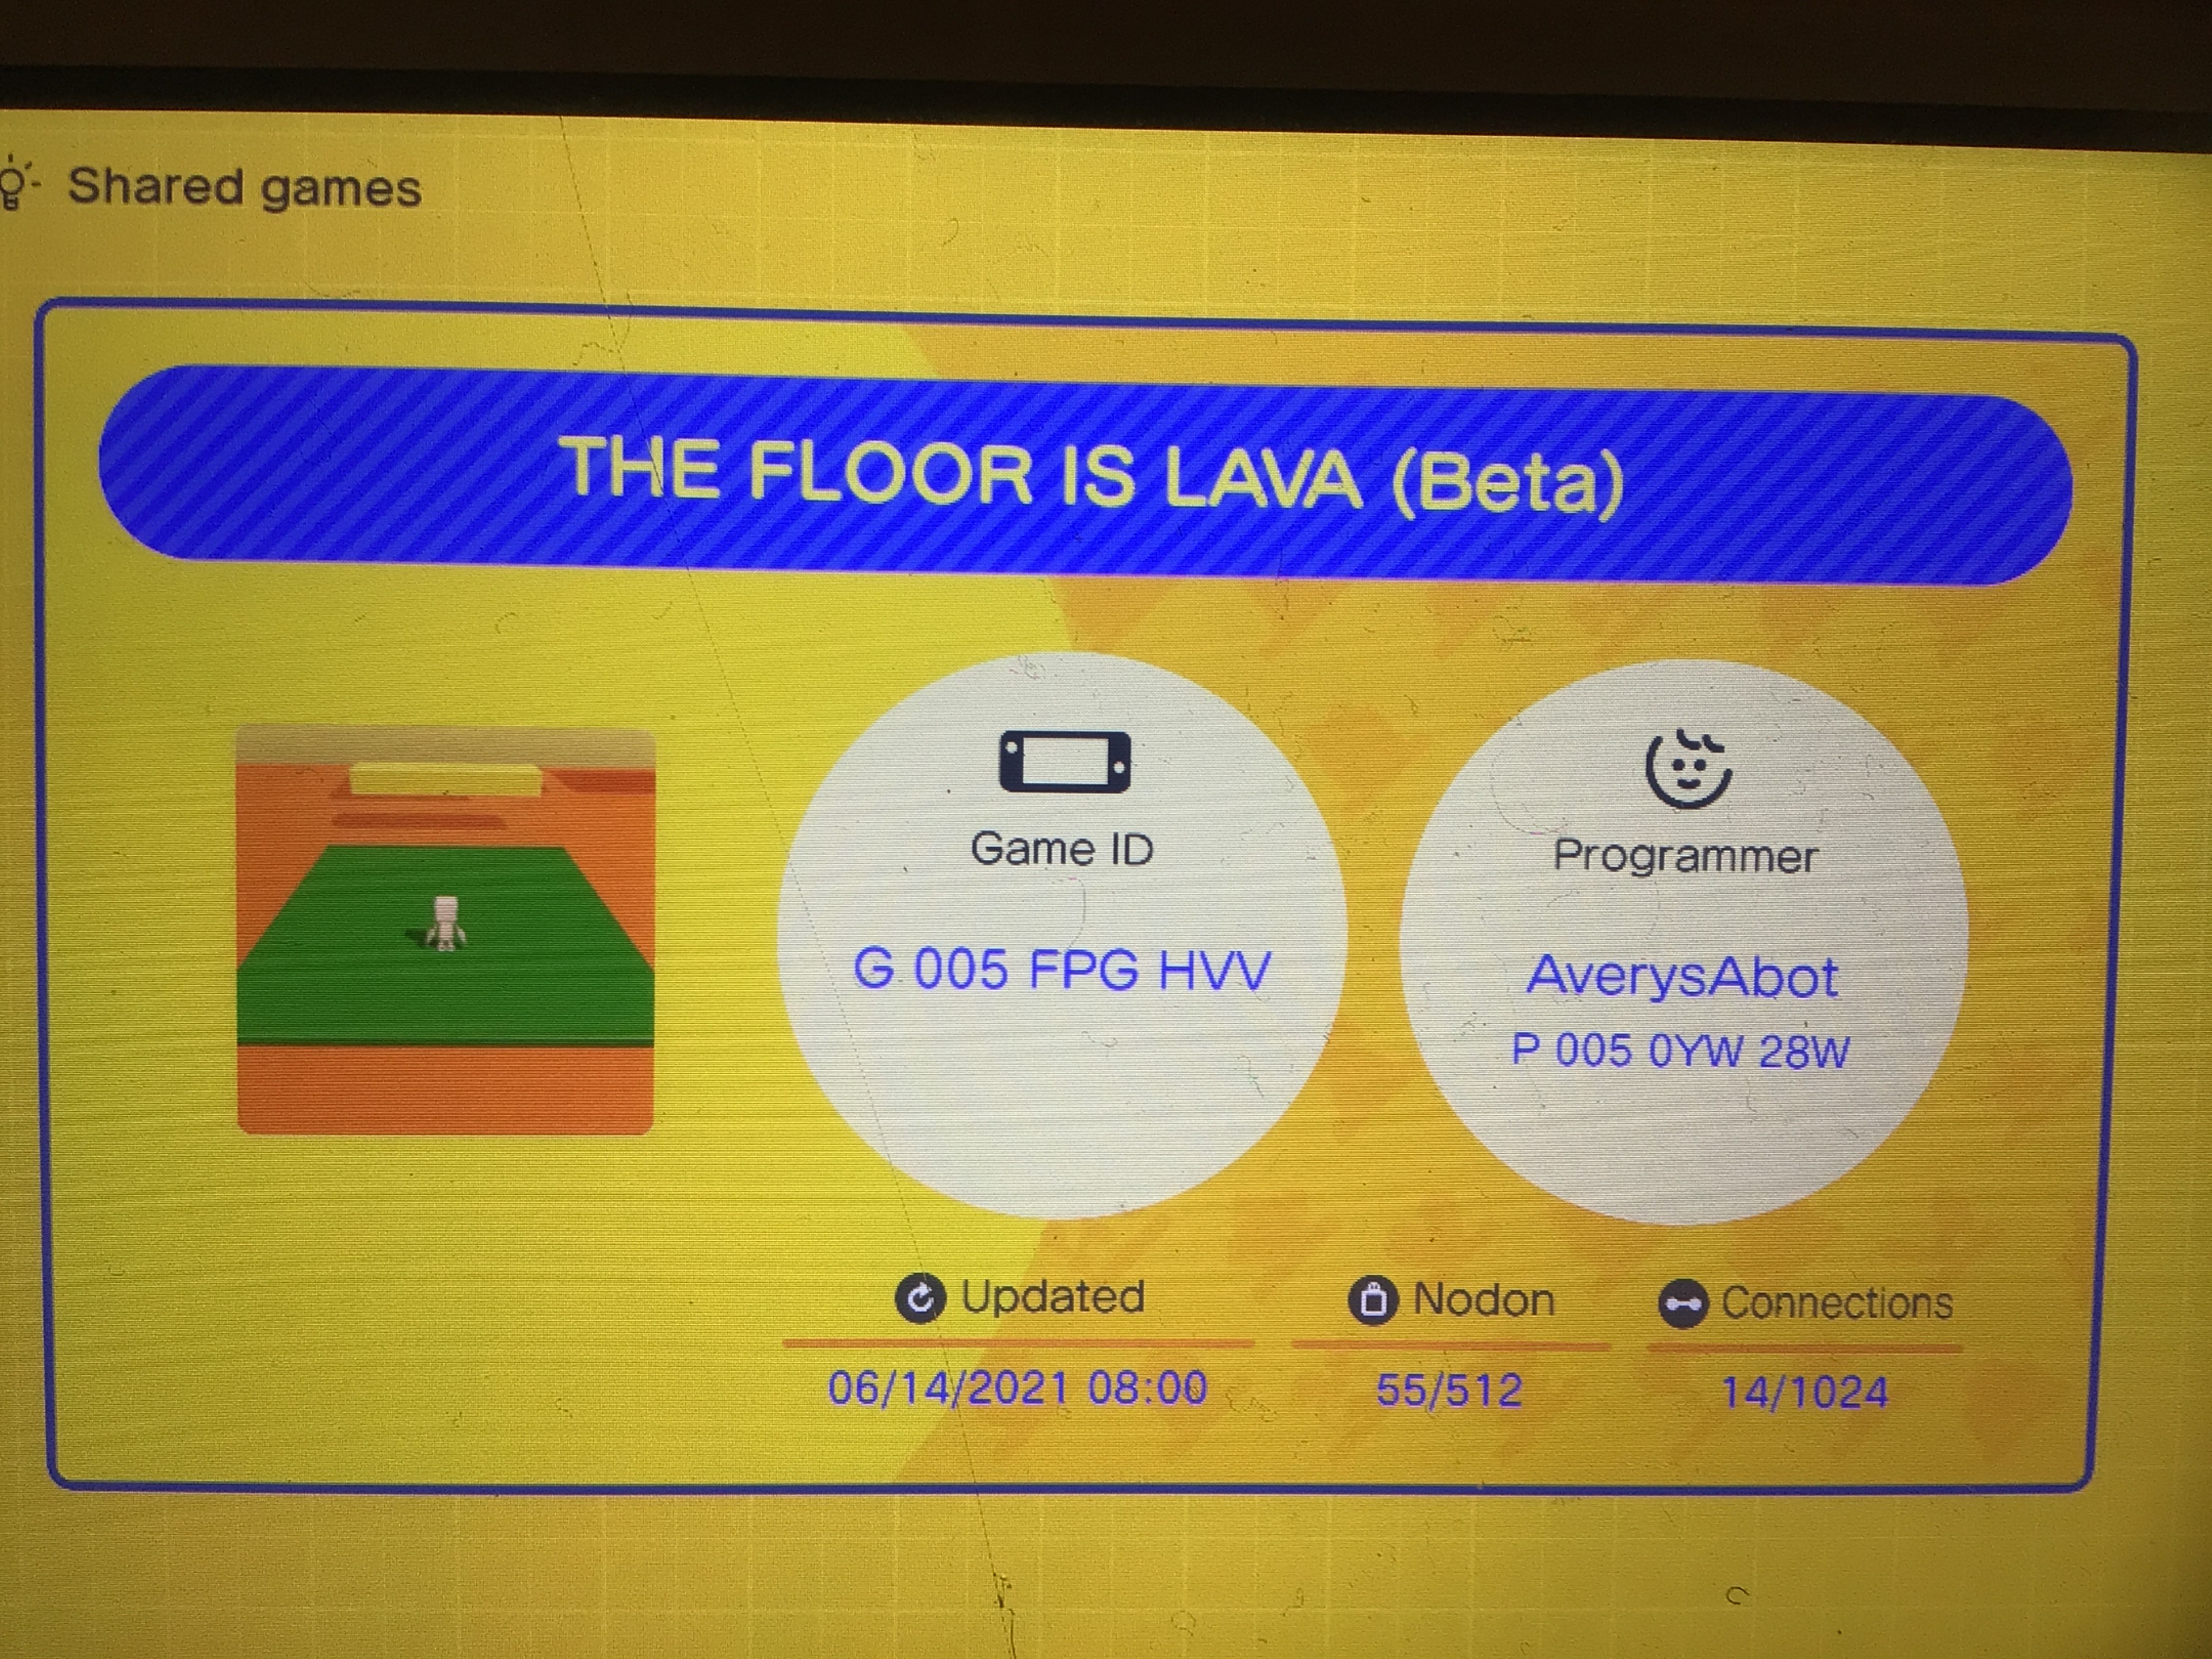 Shared games
THE FLOOR IS LAVA (Beta)
Game ID
G 005 FPG HVV
Programmer
AverysAbot
P 005 0YW 28W
Updated
06/14/2021 08:00
Nodon
55/512
Connections
14/1024